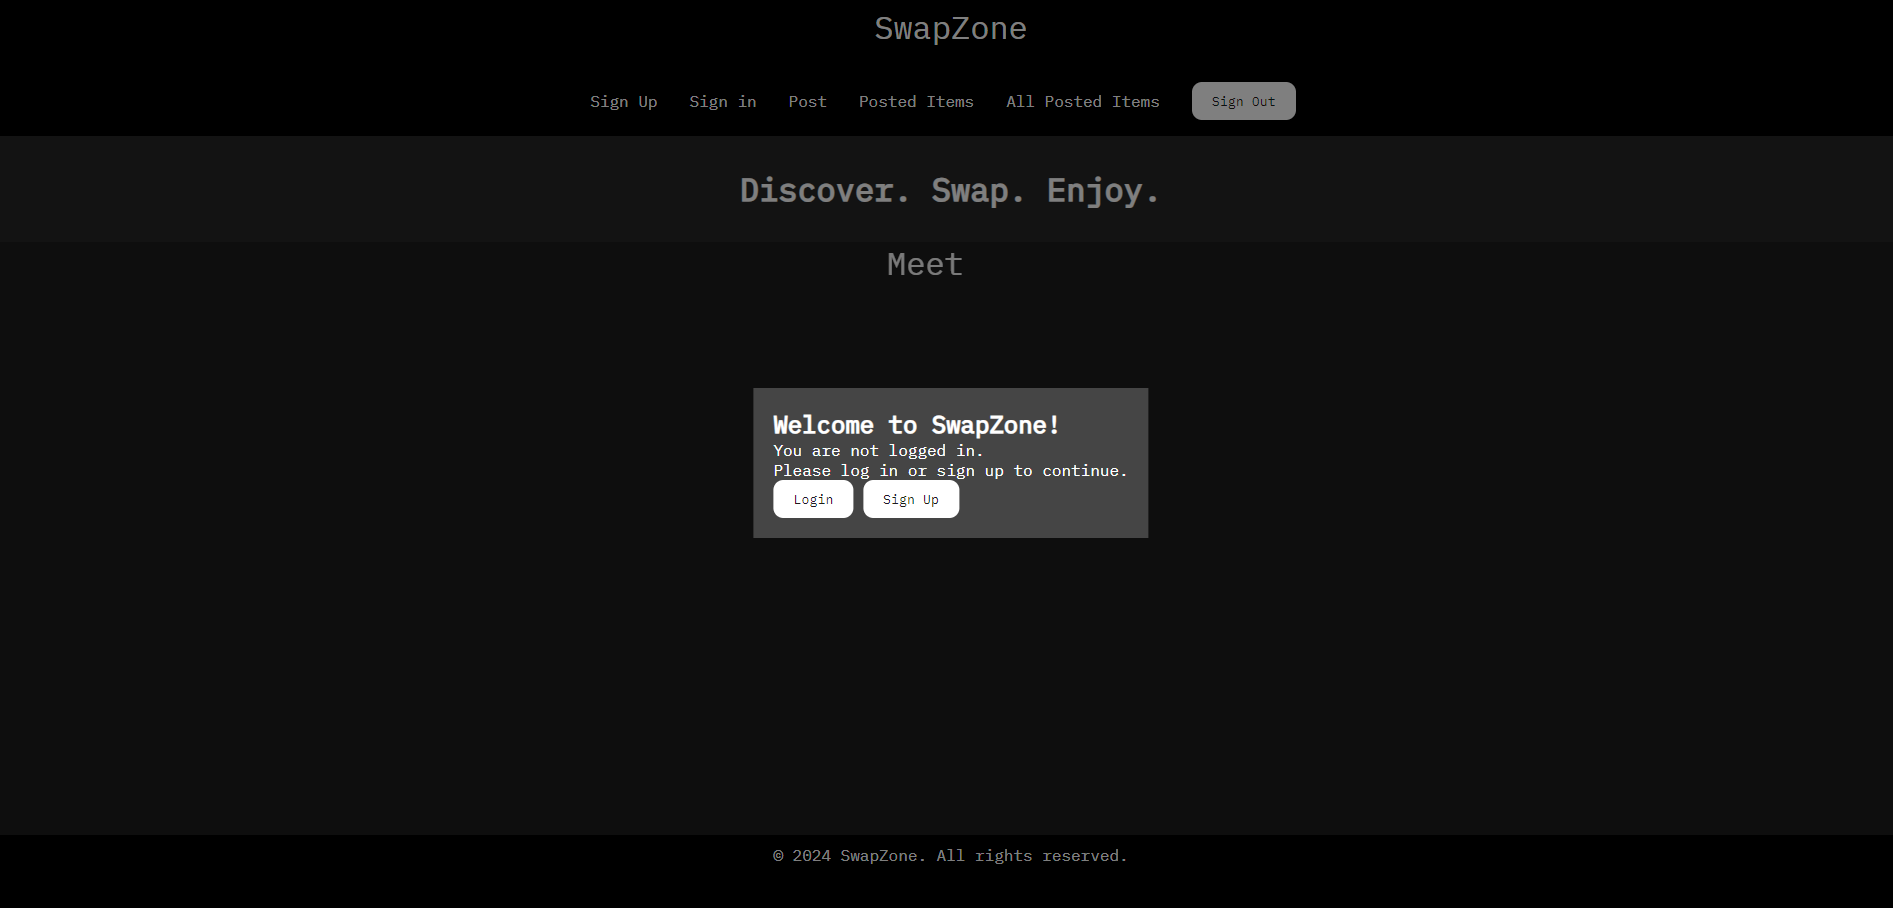 SwapZone
Sign Up Sign in Post Posted Items All Posted Items Sign Out
Discover. Swap. Enjoy.
Meet
Welcome to SwapZone!
You are not logged in.
Please log in or sign up to continue.
Login Sign Up
© 2024 SwapZone. All rights reserved.